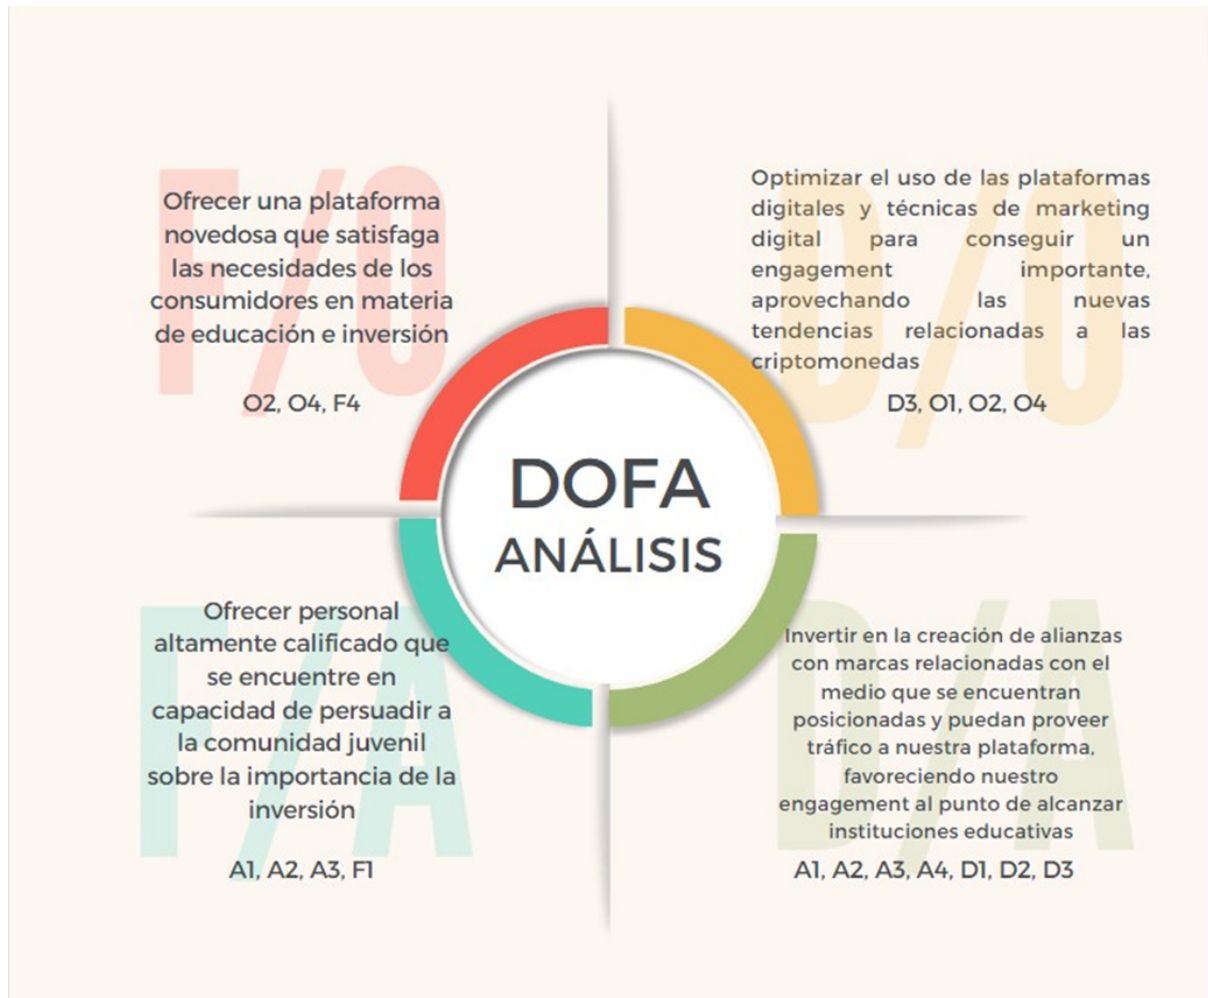 F/O
Ofrecer una plataforma
novedosa que satisfaga
las necesidades de los
consumidores en materia
de educación e inversión
O2, O4, F4
D/O
Optimizar el uso de las plataformas
digitales y técnicas de marketing
digital para conseguir un
engagement importante,
aprovechando las nuevas
tendencias relacionadas a las
criptomonedas
D3, O1, O2, O4
DOFA
ANÁLISIS
F/A
Ofrecer personal
altamente calificado que
se encuentre en
capacidad de persuadir a
la comunidad juvenil
sobre la importancia de la
inversión
A1, A2, A3, F1
D/A
Invertir en la creación de alianzas
con marcas relacionadas con el
medio que se encuentran
posicionadas y puedan proveer
tráfico a nuestra plataforma,
favoreciendo nuestro
engagement al punto de alcanzar
instituciones educativas
A1, A2, A3, A4, D1, D2, D3